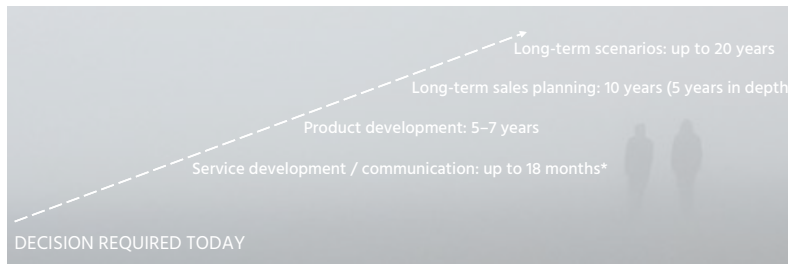 Long-term scenarios: up to 20 years
Long-term sales planning: 10 years (5 years in depth
Product development: 5–7 years
Service development / communication: up to 18 months*
DECISION REQUIRED TODAY